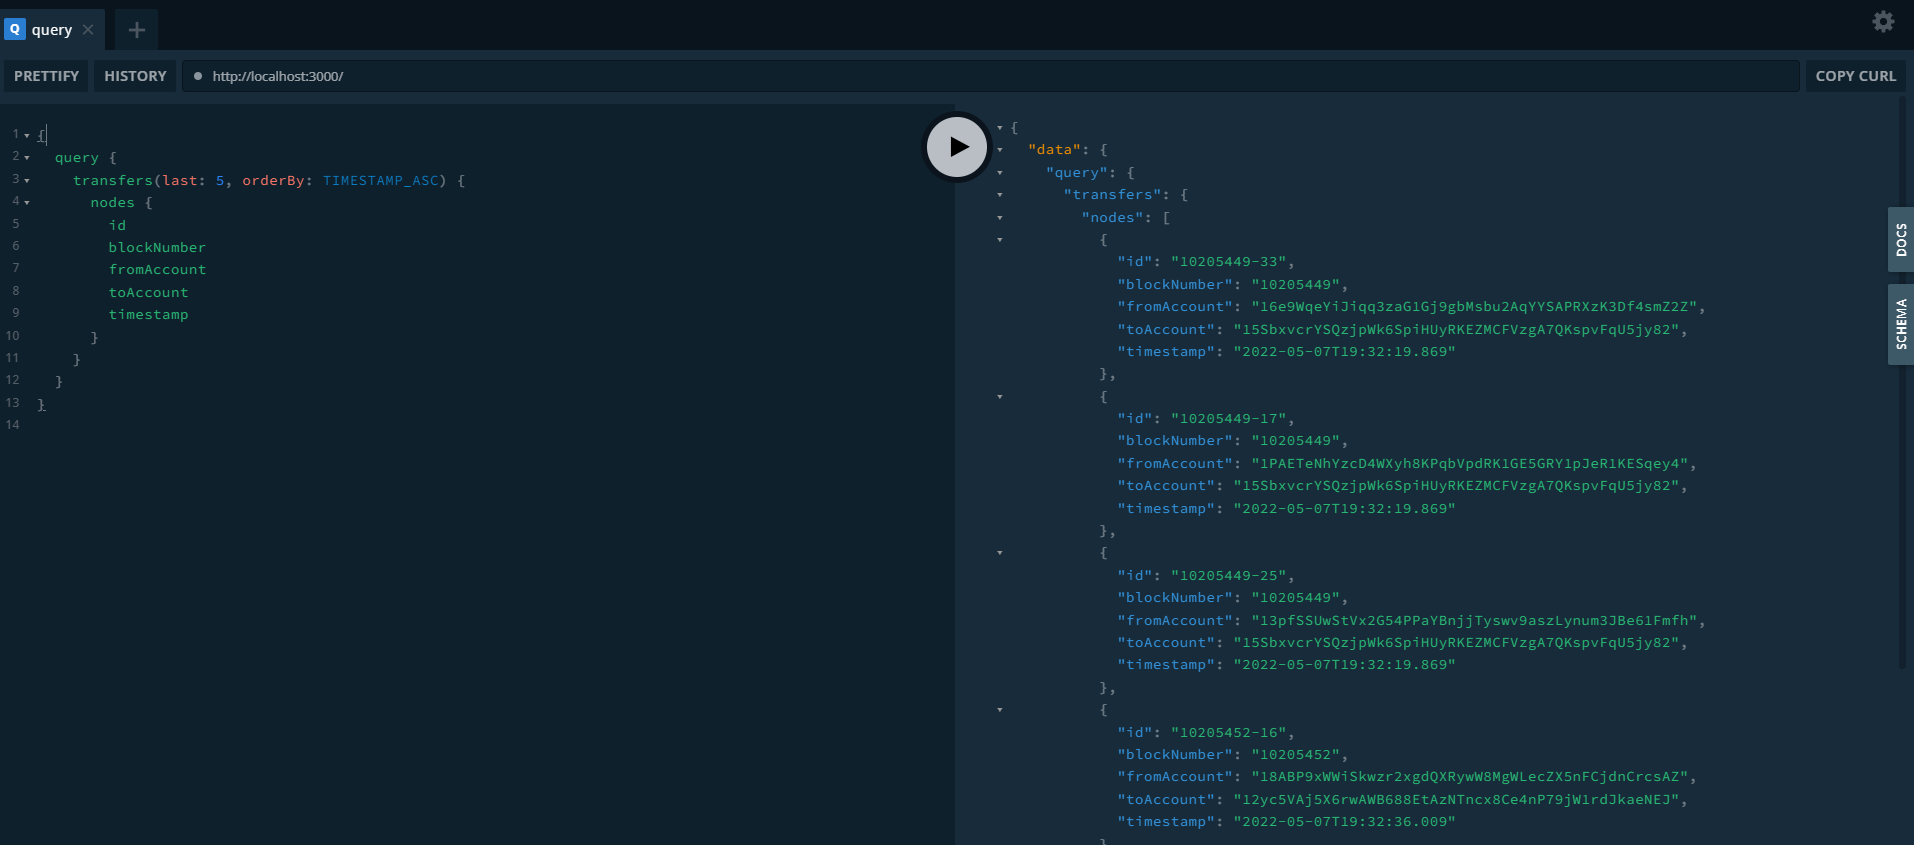 Q query
PRETTIFY HISTORY http://localhost:3000/ COPY CURL
1 {
2 query {
3 transfers(last: 5, orderBy: TIMESTAMP_ASC) {
4 nodes {
5 id
6 blockNumber
7 fromAccount
8 toAccount
9 timestamp
10 }
11 }
12 }
13 }
14
{
"data": {
"query": {
"transfers": {
"nodes": [
{
"id": "10205449-33",
"blockNumber": "10205449",
"fromAccount": "16e9WqeYiJiqq3zaG1Gj9gbMsbu2AqYYSAPRXzK3Df4smZ2Z",
"toAccount": "15SbxvcrYSQzjpWk6SpiHUyRKEZMCFVzgA7QKspvFqU5jy82",
"timestamp": "2022-05-07T19:32:19.869"
},
{
"id": "10205449-17",
"blockNumber": "10205449",
"fromAccount": "1PAETeNhYzcD4WXyh8KPqbVpdRK1GE5GRY1pJeR1KESqey4",
"toAccount": "15SbxvcrYSQzjpWk6SpiHUyRKEZMCFVzgA7QKspvFqU5jy82",
"timestamp": "2022-05-07T19:32:19.869"
},
{
"id": "10205449-25",
"blockNumber": "10205449",
"fromAccount": "13pfSSUwStVx2G54PPaYBnjjTyswv9aszLynum3JBe61Fmfh",
"toAccount": "15SbxvcrYSQzjpWk6SpiHUyRKEZMCFVzgA7QKspvFqU5jy82",
"timestamp": "2022-05-07T19:32:19.869"
},
{
"id": "10205452-16",
"blockNumber": "10205452",
"fromAccount": "18ABP9xWWiSkwzr2xgdQXRywW8MgWLecZX5nFCjdnCrcsAZ",
"toAccount": "12yc5VAj5X6rwAWB688EtAzNTncx8Ce4nP79jW1rdJkaeNEJ",
"timestamp": "2022-05-07T19:32:36.009"
}
DOCS
SCHEMA